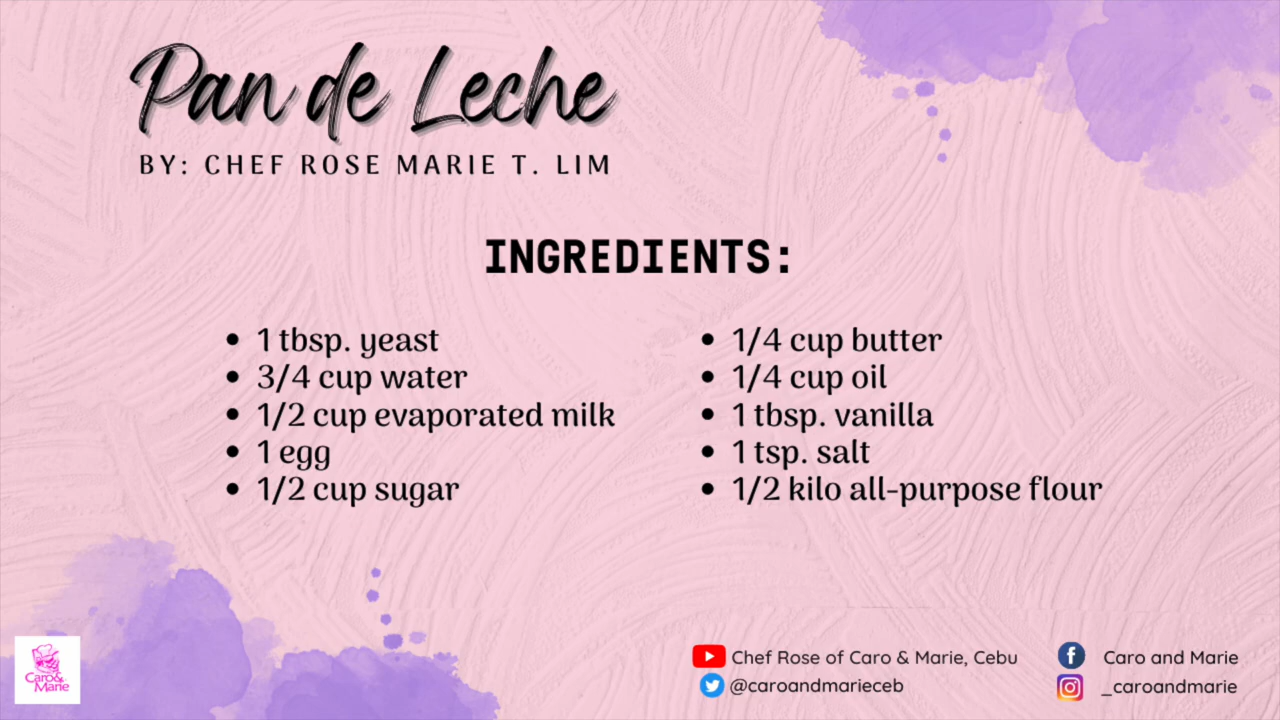 Pan de Leche
BY: CHEF ROSE MARIE T. LIM
INGREDIENTS:
• 1 tbsp. yeast
• 3/4 cup water
• 1/2 cup evaporated milk
• 1 egg
• 1/2 cup sugar
• 1/4 cup butter
• 1/4 cup oil
• 1 tbsp. vanilla
• 1 tsp. salt
• 1/2 kilo all-purpose flour
Caro&
Marie
Chef Rose of Caro & Marie, Cebu
@caroandmarieceb
Caro and Marie
_caroandmarie